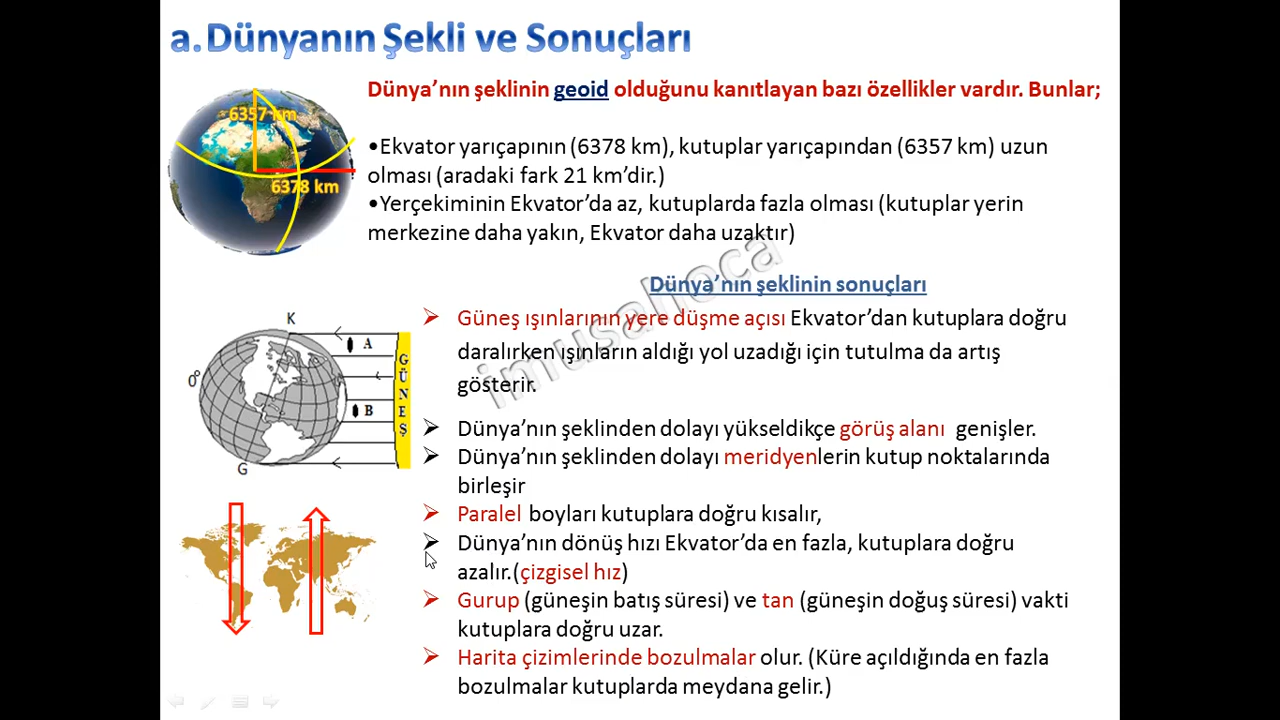 a.Dünyanın Şekli ve Sonuçları
Dünya’nın şeklinin geoid olduğunu kanıtlayan bazı özellikler vardır. Bunlar;
6357 km
6378 km
•Ekvator yarıçapının (6378 km), kutuplar yarıçapından (6357 km) uzun
olması (aradaki fark 21 km’dir.)
•Yerçekiminin Ekvator’da az, kutuplarda fazla olması (kutuplar yerin
merkezine daha yakın, Ekvator daha uzaktır)
imusahoca
Dünya’nın şeklinin sonuçları
K
A
B
0°
G
GÜNEŞ
Güneş ışınlarının yere düşme açısı Ekvator’dan kutuplara doğru
daralırken ışınların aldığı yol uzadığı için tutulma da artış
gösterir.
Dünya’nın şeklinden dolayı yükseldikçe görüş alanı genişler.
Dünya’nın şeklinden dolayı meridyenlerin kutup noktalarında
birleşir
Paralel boyları kutuplara doğru kısalır,
Dünya’nın dönüş hızı Ekvator’da en fazla, kutuplara doğru
azalır.(çizgisel hız)
Gurup (güneşin batış süresi) ve tan (güneşin doğuş süresi) vakti
kutuplara doğru uzar.
Harita çizimlerinde bozulmalar olur. (Küre açıldığında en fazla
bozulmalar kutuplarda meydana gelir.)